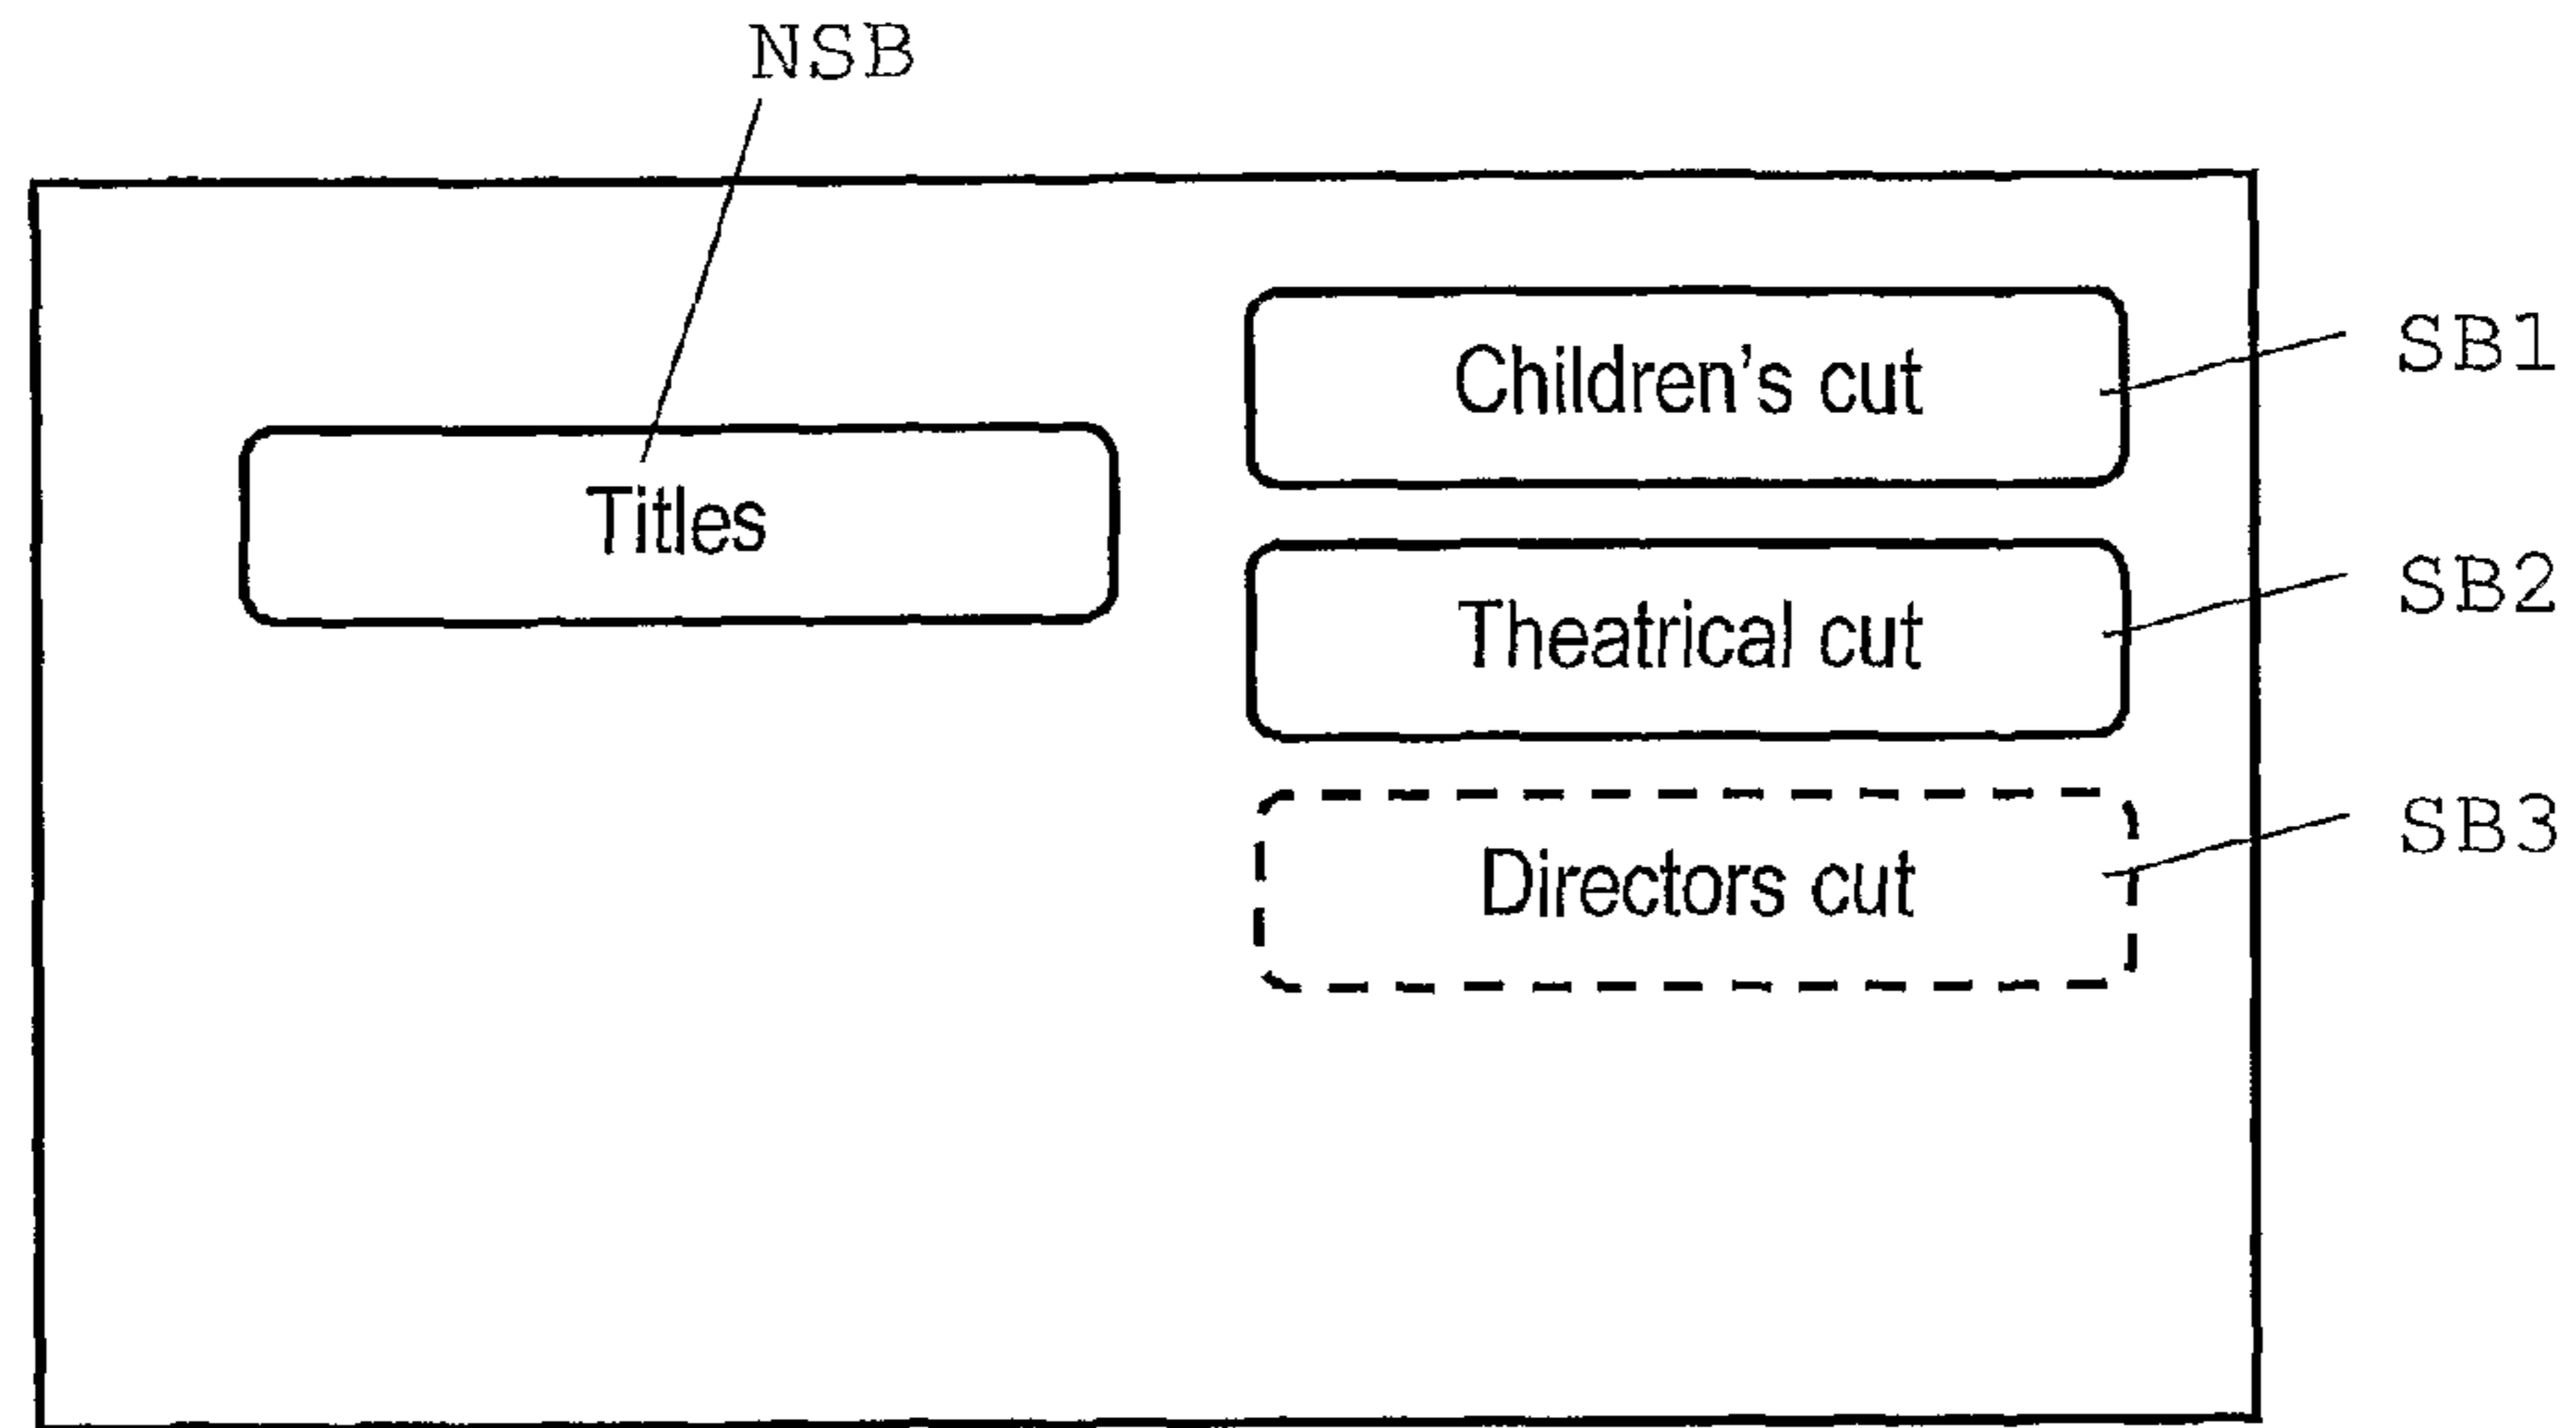 NSB
Children's cut
SB1
Titles
Theatrical cut
SB2
Directors cut
SB3